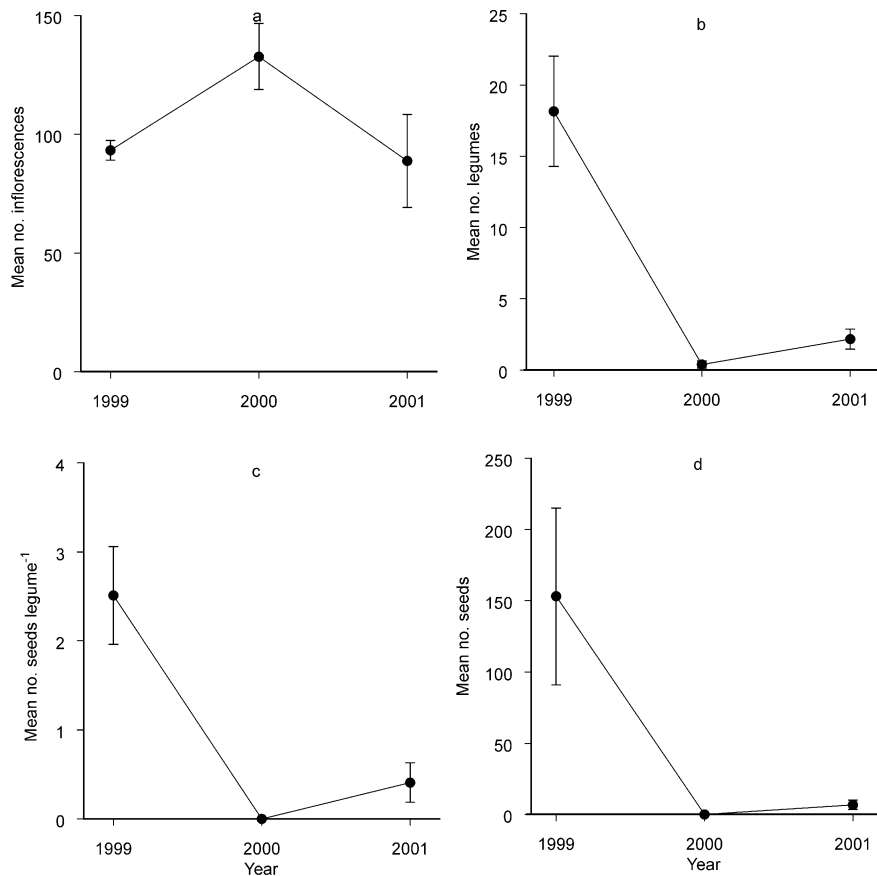 a
150
100
50
0
Mean no. inflorescences
1999 2000 2001
b
25
20
15
10
5
0
Mean no. legumes
1999 2000 2001
c
4
3
2
1
0
Mean no. seeds legume⁻¹
1999 2000 2001
Year
d
250
200
150
100
50
0
Mean no. seeds
1999 2000 2001
Year